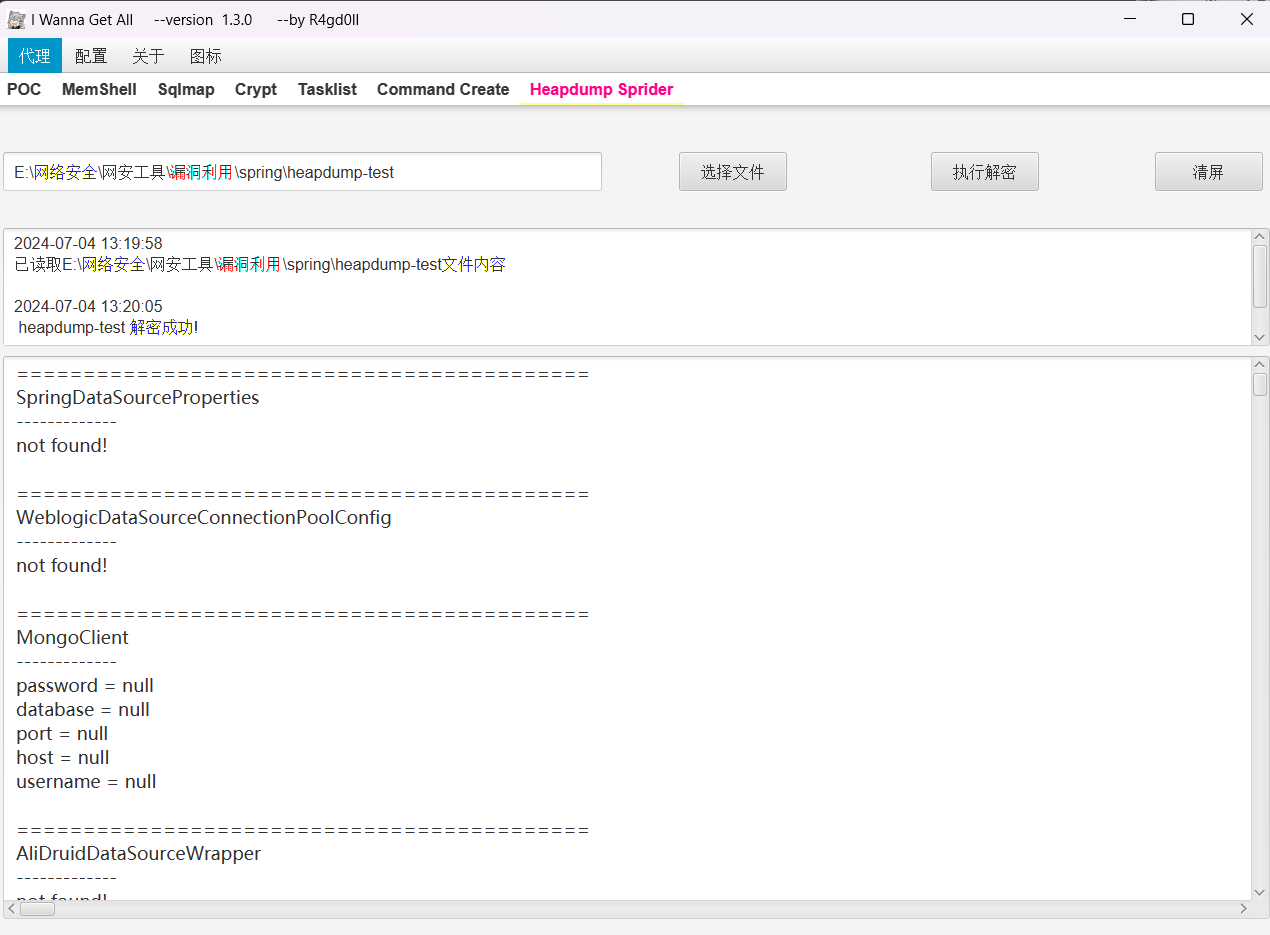 I Wanna Get All --version 1.3.0 --by R4gd0ll
代理 配置 关于 图标
POC MemShell Sqlmap Crypt Tasklist Command Create Heapdump Sprider
E:\网络安全\网安工具\漏洞利用\spring\heapdump-test 选择文件 执行解密 清屏
2024-07-04 13:19:58
已读取E:\网络安全\网安工具\漏洞利用\spring\heapdump-test文件内容
2024-07-04 13:20:05
heapdump-test 解密成功!
===========================================
SpringDataSourceProperties
-------------
not found!
===========================================
WeblogicDataSourceConnectionPoolConfig
-------------
not found!
===========================================
MongoClient
-------------
password = null
database = null
port = null
host = null
username = null
===========================================
AliDruidDataSourceWrapper
-------------
not found!